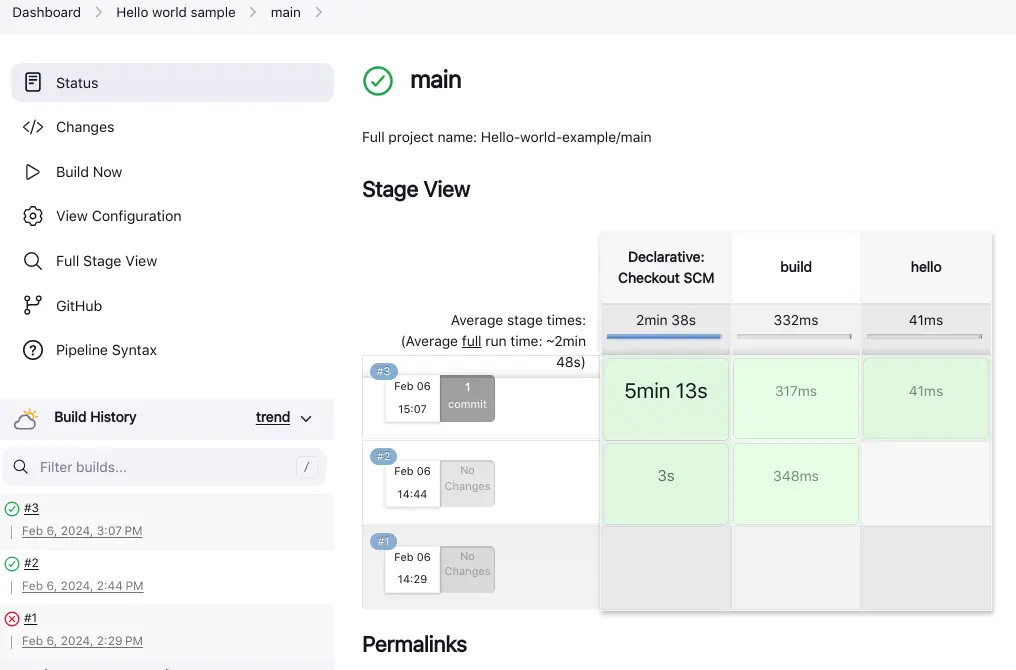 Dashboard > Hello world sample > main >
Status
Changes
Build Now
View Configuration
Full Stage View
GitHub
Pipeline Syntax
Build History trend
Filter builds... /
#3
Feb 6, 2024, 3:07 PM
#2
Feb 6, 2024, 2:44 PM
#1
Feb 6, 2024, 2:29 PM
main
Full project name: Hello-world-example/main
Stage View
Declarative:
Checkout SCM
build
hello
Average stage times:
(Average full run time: ~2min
48s)
2min 38s
332ms
41ms
#3
Feb 06
15:07
1
commit
5min 13s
317ms
41ms
#2
Feb 06
14:44
No
Changes
3s
348ms
#1
Feb 06
14:29
No
Changes
Permalinks